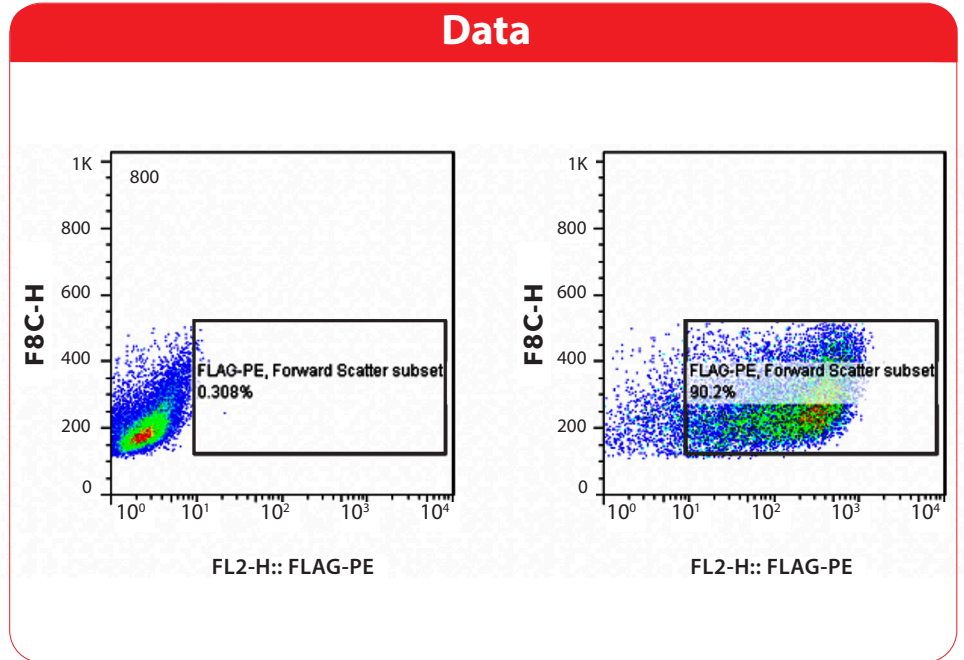 Data
1K
800
800
600
400
200
0
F8C-H
FLAG-PE, Forward Scatter subset
0.308%
10⁰ 10¹ 10² 10³ 10⁴
FL2-H:: FLAG-PE
1K
800
600
400
200
0
F8C-H
FLAG-PE, Forward Scatter subset
90.2%
10⁰ 10¹ 10² 10³ 10⁴
FL2-H:: FLAG-PE